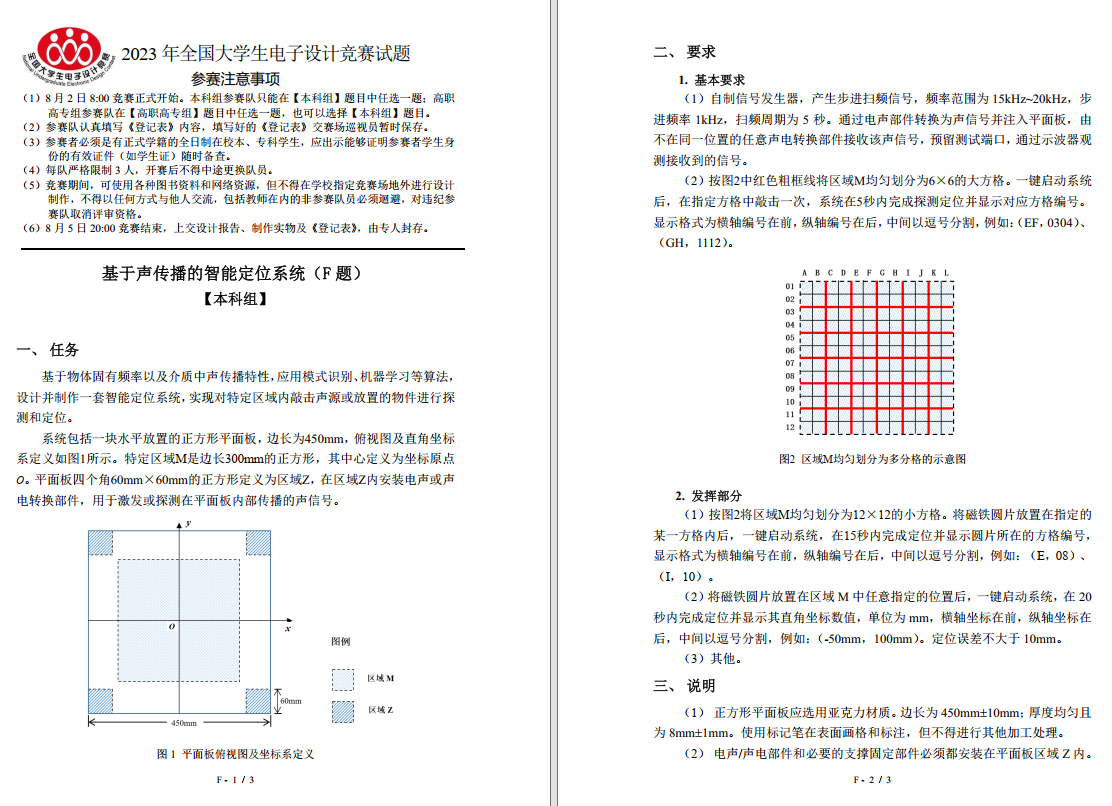 全国大学生电子设计竞赛
National Undergraduate Electronic Design Contest
2023 年全国大学生电子设计竞赛试题
参赛注意事项
（1）8 月 2 日 8:00 竞赛正式开始。本科组参赛队只能在【本科组】题目中任选一题；高职
高专组参赛队在【高职高专组】题目中任选一题，也可以选择【本科组】题目。
（2）参赛队认真填写《登记表》内容，填写好的《登记表》交赛场巡视员暂时保存。
（3）参赛者必须是有正式学籍的全日制在校本、专科学生，应出示能够证明参赛者学生身
份的有效证件（如学生证）随时备查。
（4）每队严格限制 3 人，开赛后不得中途更换队员。
（5）竞赛期间，可使用各种图书资料和网络资源，但不得在学校指定竞赛场地外进行设计
制作，不得以任何方式与他人交流，包括教师在内的非参赛队员必须迴避，对违纪参
赛队取消评审资格。
（6）8 月 5 日 20:00 竞赛结束，上交设计报告、制作实物及《登记表》，由专人封存。
基于声传播的智能定位系统（F 题）
【本科组】
一、 任务
基于物体固有频率以及介质中声传播特性，应用模式识别、机器学习等算法，
设计并制作一套智能定位系统，实现对特定区域内敲击声源或放置的物件进行探
测和定位。
系统包括一块水平放置的正方形平面板，边长为450mm，俯视图及直角坐标
系定义如图1所示。特定区域M是边长300mm的正方形，其中心定义为坐标原点
O。平面板四个角60mm×60mm的正方形定义为区域Z，在区域Z内安装电声或声
电转换部件，用于激发或探测在平面板内部传播的声信号。
y
O
x
图例
区域 M
区域 Z
60mm
450mm
图 1 平面板俯视图及坐标系定义
F - 1 / 3
二、 要求
1. 基本要求
（1）自制信号发生器，产生步进扫频信号，频率范围为 15kHz~20kHz，步
进频率 1kHz，扫频周期为 5 秒。通过电声部件转换为声信号并注入平面板，由
不在同一位置的任意声电转换部件接收该声信号，预留测试端口，通过示波器观
测接收到的信号。
（2）按图2中红色粗框线将区域M均匀划分为6×6的大方格。一键启动系统
后，在指定方格中敲击一次，系统在5秒内完成探测定位并显示对应方格编号。
显示格式为横轴编号在前，纵轴编号在后，中间以逗号分割，例如：（EF，0304）、
（GH，1112）。
A B C D E F G H I J K L
01
02
03
04
05
06
07
08
09
10
11
12
图2 区域M均匀划分为多分格的示意图
2. 发挥部分
（1）按图2将区域M均匀划分为12×12的小方格。将磁铁圆片放置在指定的
某一方格内后，一键启动系统，在15秒内完成定位并显示圆片所在的方格编号，
显示格式为横轴编号在前，纵轴编号在后，中间以逗号分割，例如：（E，08）、
（I，10）。
（2）将磁铁圆片放置在区域 M 中任意指定的位置后，一键启动系统，在 20
秒内完成定位并显示其直角坐标数值，单位为 mm，横轴坐标在前，纵轴坐标在
后，中间以逗号分割，例如：（-50mm，100mm）。定位误差不大于 10mm。
（3）其他。
三、 说明
（1） 正方形平面板应选用亚克力材质。边长为 450mm±10mm；厚度均匀且
为 8mm±1mm。使用标记笔在表面画格和标注，但不得进行其他加工处理。
（2） 电声/声电部件和必要的支撑固定部件必须都安装在平面板区域 Z 内。
F - 2 / 3